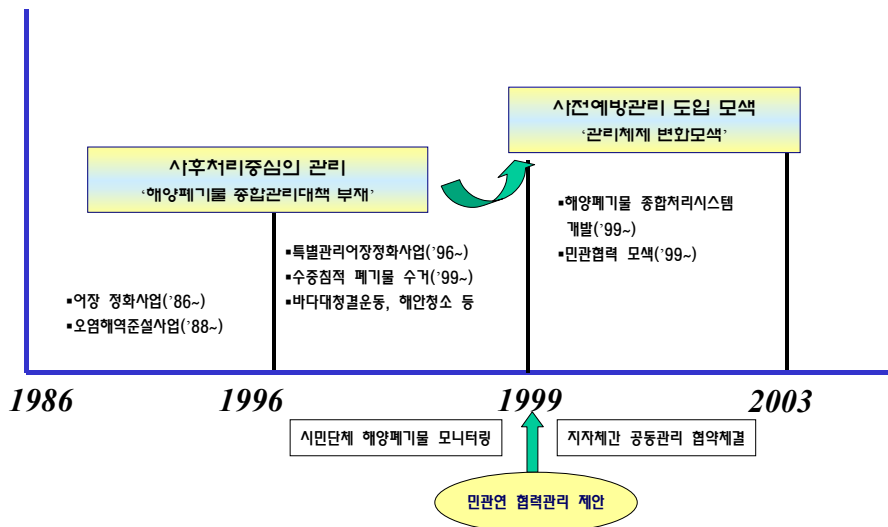 사전예방관리 도입 모색
‘관리체제 변화모색’
사후처리중심의 관리
‘해양폐기물 종합관리대책 부재’
▪해양폐기물 종합처리시스템
개발(’99~)
▪민관협력 모색(’99~)
▪특별관리어장정화사업(’96~)
▪수중침적 폐기물 수거(’99~)
▪바다대청결운동, 해안청소 등
▪어장 정화사업(’86~)
▪오염해역준설사업(’88~)
1986 1996 1999 2003
시민단체 해양폐기물 모니터링
지자체간 공동관리 협약체결
민관연 협력관리 제안